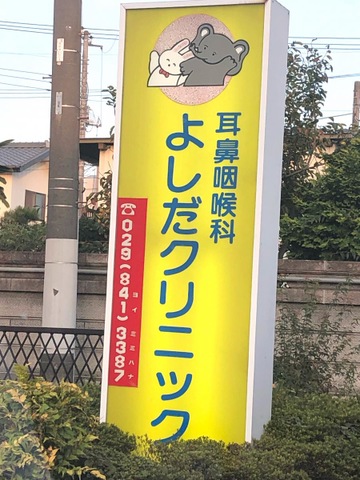 耳鼻咽喉科
よしだクリニック
☎029(841)3387
ヨイ ミミハナ